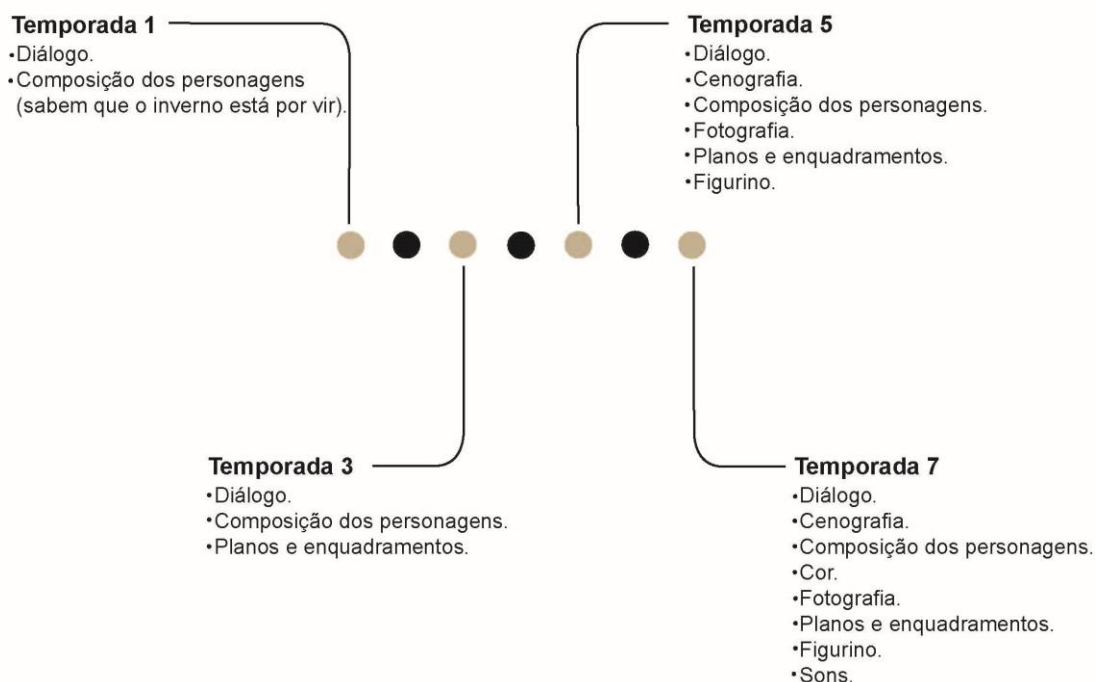 Temporada 1
•Diálogo.
•Composição dos personagens
(sabem que o inverno está por vir).
Temporada 5
•Diálogo.
•Cenografia.
•Composição dos personagens.
•Fotografia.
•Planos e enquadramentos.
•Figurino.
Temporada 3
•Diálogo.
•Composição dos personagens.
•Planos e enquadramentos.
Temporada 7
•Diálogo.
•Cenografia.
•Composição dos personagens.
•Cor.
•Fotografia.
•Planos e enquadramentos.
•Figurino.
•Sons.